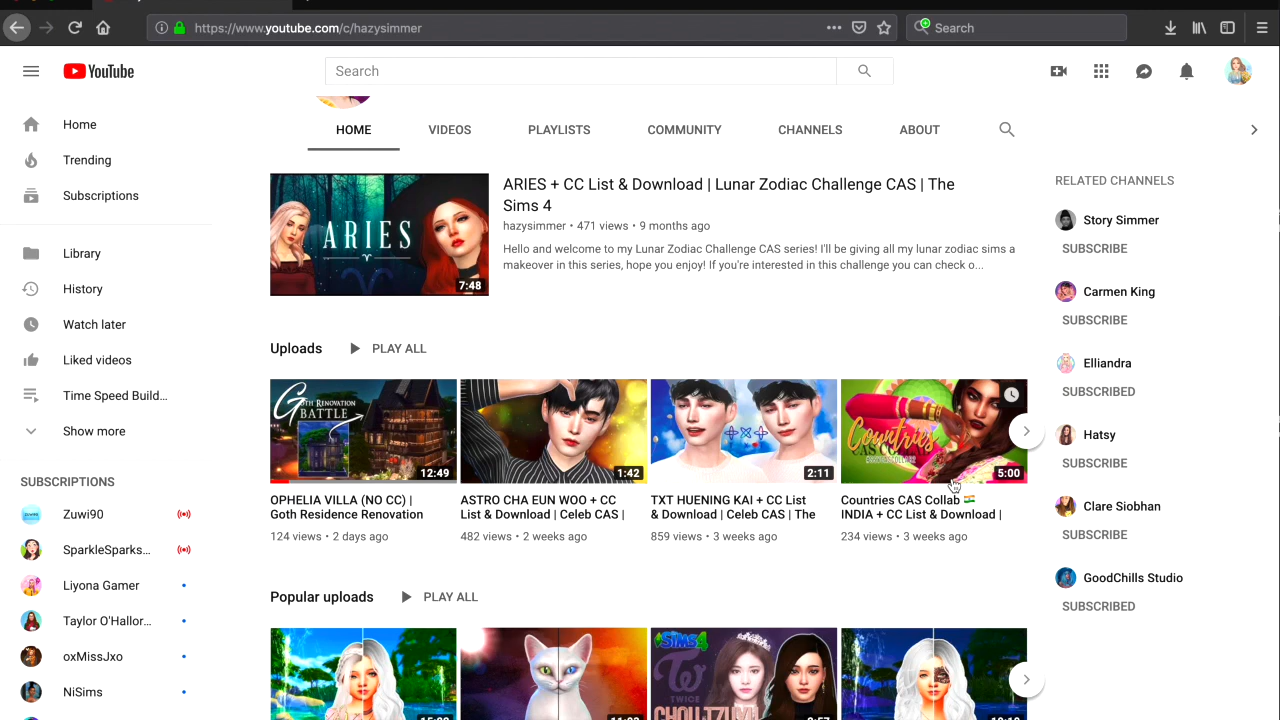 https://www.youtube.com/c/hazysimmer
Search
YouTube
Search
Home
Trending
Subscriptions
Library
History
Watch later
Liked videos
Time Speed Build...
Show more
SUBSCRIPTIONS
Zuwi90
SparkleSparks...
Liyona Gamer
Taylor O'Hallor...
oxMissJxo
NiSims
HOME
VIDEOS
PLAYLISTS
COMMUNITY
CHANNELS
ABOUT
ARIES
7:48
ARIES + CC List & Download | Lunar Zodiac Challenge CAS | The
Sims 4
hazysimmer • 471 views • 9 months ago
Hello and welcome to my Lunar Zodiac Challenge CAS series! I'll be giving all my lunar zodiac sims a
makeover in this series, hope you enjoy! If you're interested in this challenge you can check o...
Uploads
PLAY ALL
GOTH RENOVATION
BATTLE
12:49
OPHELIA VILLA (NO CC) |
Goth Residence Renovation
124 views • 2 days ago
1:42
ASTRO CHA EUN WOO + CC
List & Download | Celeb CAS |
482 views • 2 weeks ago
2:11
TXT HUENING KAI + CC List
& Download | Celeb CAS | The
859 views • 3 weeks ago
Countries
5:00
Countries CAS Collab 🇮🇳
INDIA + CC List & Download |
234 views • 3 weeks ago
Popular uploads
PLAY ALL
SIMS4
TWICE
CHOU TZUYU
RELATED CHANNELS
Story Simmer
SUBSCRIBE
Carmen King
SUBSCRIBE
Elliandra
SUBSCRIBED
Hatsy
SUBSCRIBE
Clare Siobhan
SUBSCRIBE
GoodChills Studio
SUBSCRIBED